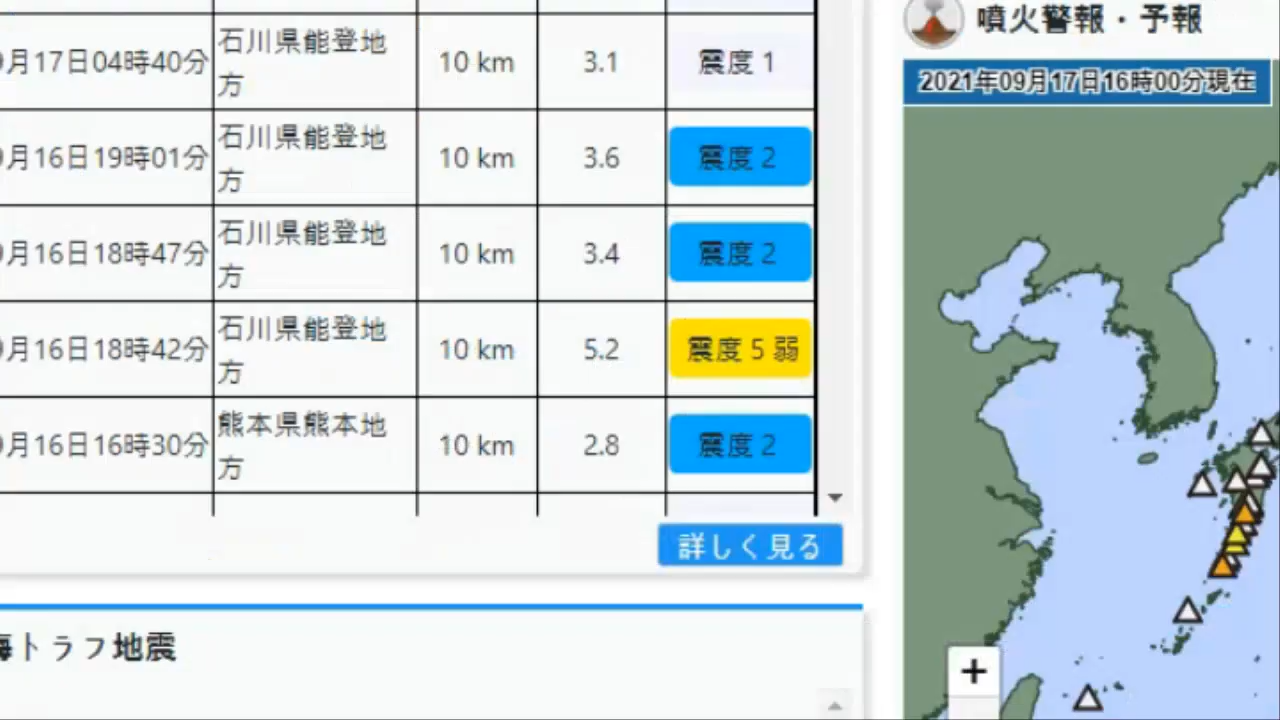 月17日04時40分
石川県能登地
方
10 km
3.1
震度 1
月16日19時01分
石川県能登地
方
10 km
3.6
震度 2
月16日18時47分
石川県能登地
方
10 km
3.4
震度 2
月16日18時42分
石川県能登地
方
10 km
5.2
震度 5 弱
月16日16時30分
熊本県熊本地
方
10 km
2.8
震度 2
詳しく見る
海トラフ地震
噴火警報・予報
2021年09月17日16時00分現在
+